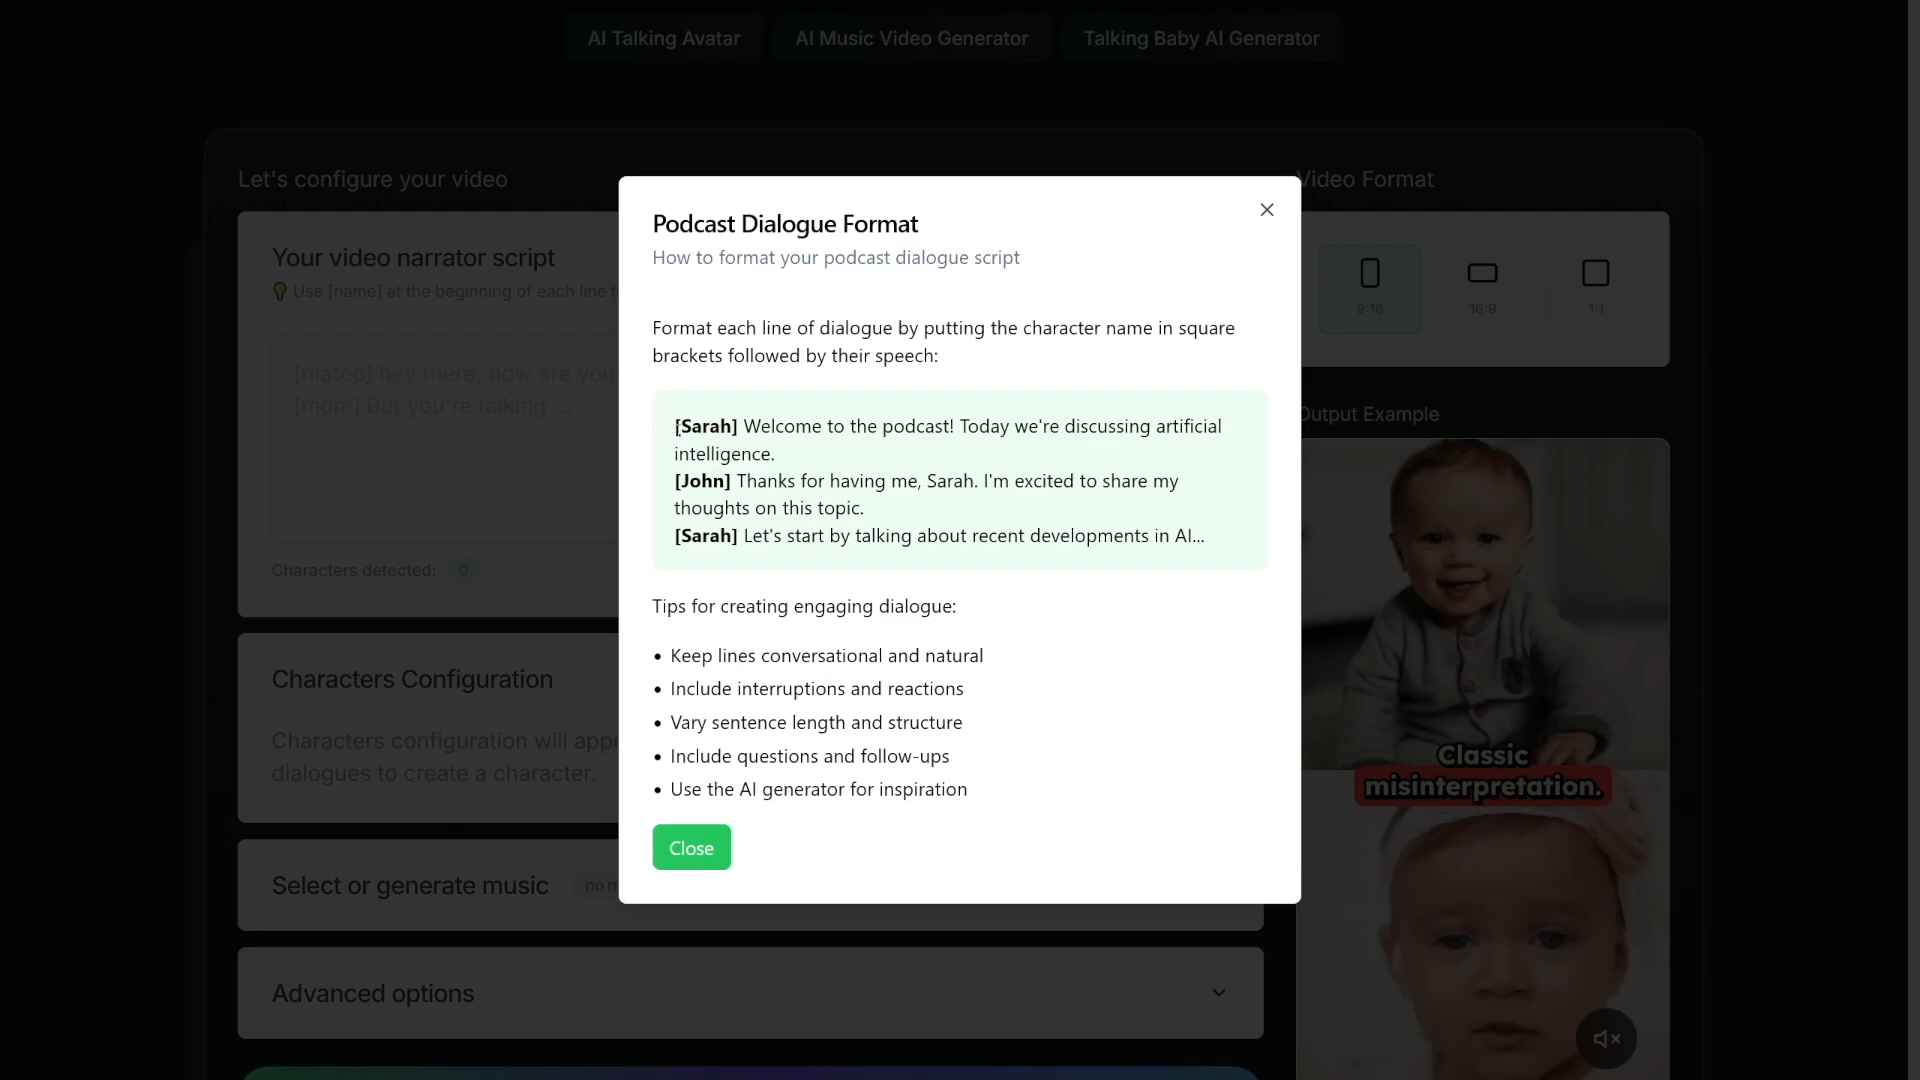 AI Talking Avatar
AI Music Video Generator
Talking Baby AI Generator
Let's configure your video
Video Format
Your video narrator script
Use [name] at the beginning of each line
[mateo] hey there, how are you
[mom] But you're talking ...
Characters detected: 0
Characters Configuration
Characters configuration will
dialogues to create a character.
Select or generate music
no
Advanced options
Podcast Dialogue Format
How to format your podcast dialogue script
Format each line of dialogue by putting the character name in square
brackets followed by their speech:
[Sarah] Welcome to the podcast! Today we're discussing artificial
intelligence.
[John] Thanks for having me, Sarah. I'm excited to share my
thoughts on this topic.
[Sarah] Let's start by talking about recent developments in AI...
Tips for creating engaging dialogue:
• Keep lines conversational and natural
• Include interruptions and reactions
• Vary sentence length and structure
• Include questions and follow-ups
• Use the AI generator for inspiration
Close
9:16
16:9
1:1
Output Example
Classic
misinterpretation.